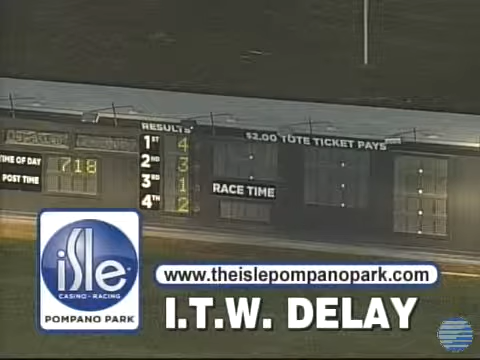 RESULTS
$2.00 TOTE TICKET PAYS
1ST 4
TIME OF DAY 718
2ND 3
POST TIME
3RD 1
RACE TIME
4TH 2
isle
CASINO · RACING
POMPANO PARK
www.theislepompanopark.com
I.T.W. DELAY